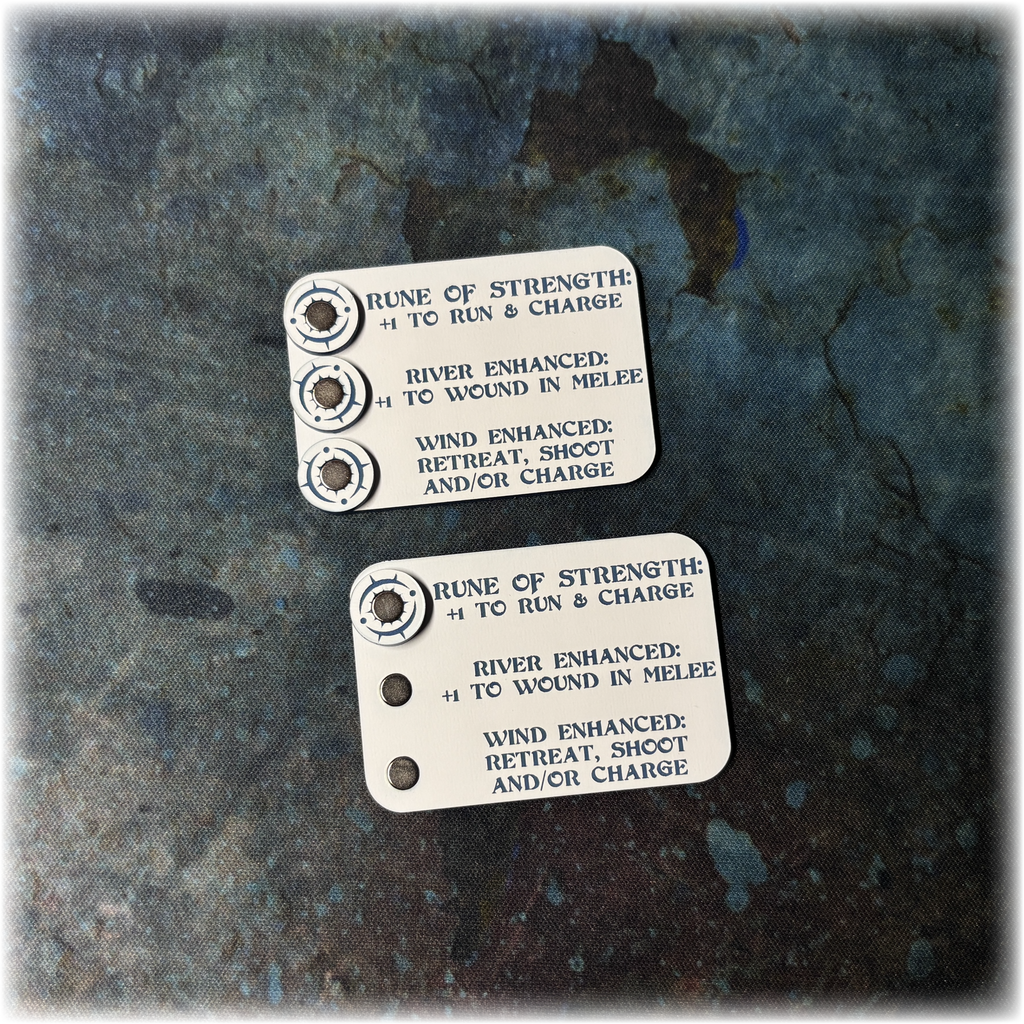 RUNE OF STRENGTH:
+1 TO RUN & CHARGE
RIVER ENHANCED:
+1 TO WOUND IN MELEE
WIND ENHANCED:
RETREAT, SHOOT
AND/OR CHARGE
RUNE OF STRENGTH:
+1 TO RUN & CHARGE
RIVER ENHANCED:
+1 TO WOUND IN MELEE
WIND ENHANCED:
RETREAT, SHOOT
AND/OR CHARGE